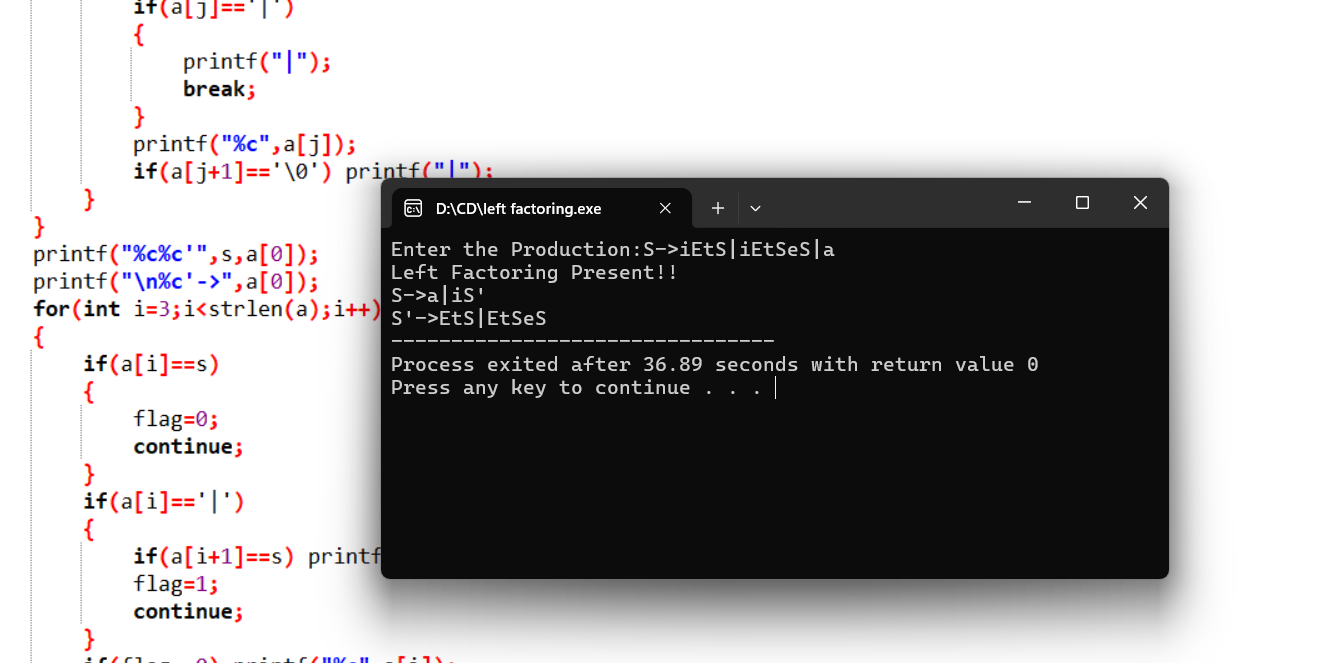 if(a[j]=='|')
{
printf("|");
break;
}
printf("%c",a[j]);
if(a[j+1]=='\0') printf("|");
}
}
printf("%c%c'",s,a[0]);
printf("\n%c'->",a[0]);
for(int i=3;i<strlen(a);i++)
{
if(a[i]==s)
{
flag=0;
continue;
}
if(a[i]=='|')
{
if(a[i+1]==s) printf
flag=1;
continue;
}
D:\CD\left factoring.exe
Enter the Production:S->iEtS|iEtSeS|a
Left Factoring Present!!
S->a|iS'
S'->EtS|EtSeS
--------------------------------
Process exited after 36.89 seconds with return value 0
Press any key to continue . . .